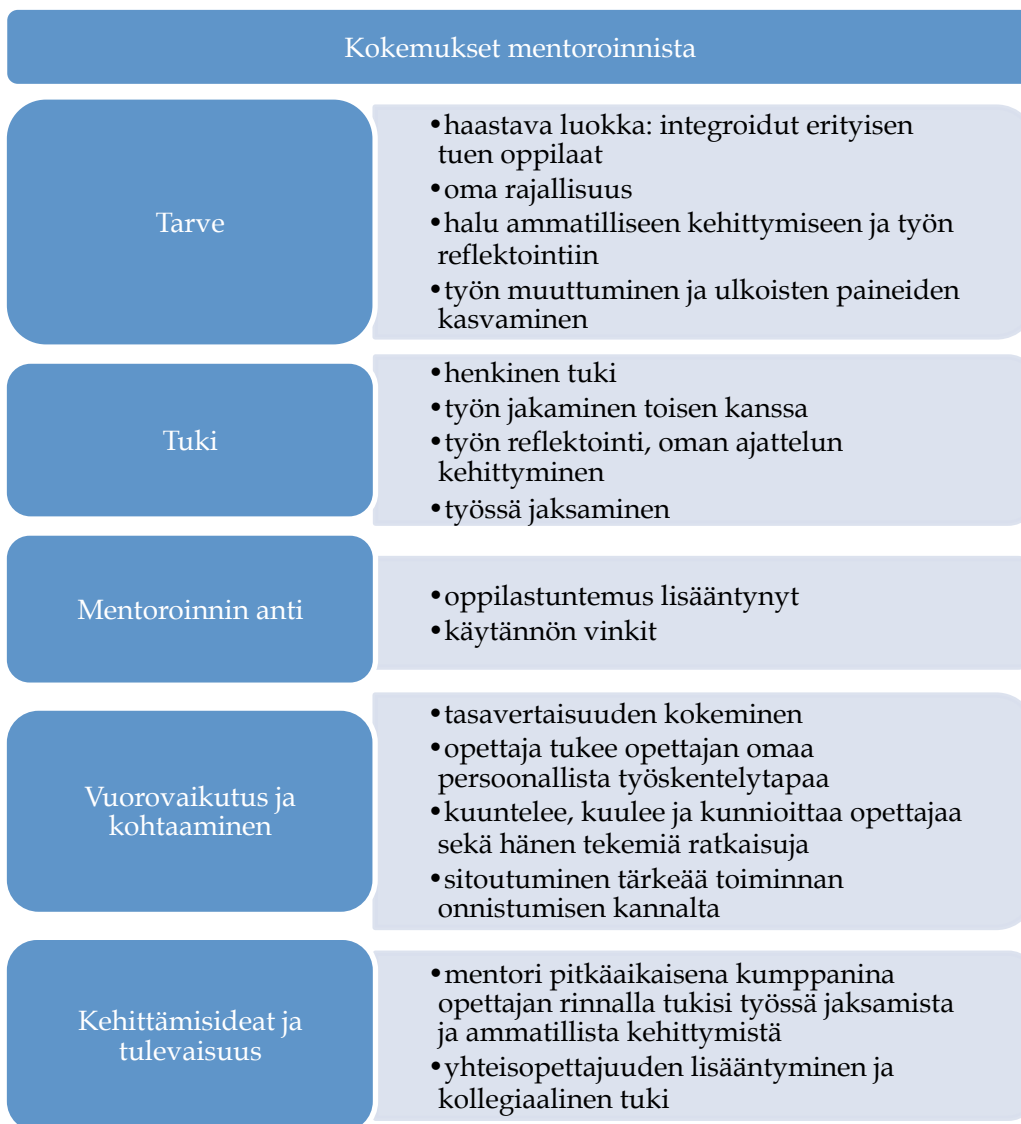 Kokemukset mentoroinnista
Tarve
•haastava luokka: integroidut erityisen
tuen oppilaat
•oma rajallisuus
•halu ammatilliseen kehittymiseen ja työn
reflektointiin
•työn muuttuminen ja ulkoisten paineiden
kasvaminen
Tuki
•henkinen tuki
•työn jakaminen toisen kanssa
•työn reflektointi, oman ajattelun
kehittyminen
•työssä jaksaminen
Mentoroinnin anti
•oppilastuntemus lisääntynyt
•käytännön vinkit
Vuorovaikutus ja
kohtaaminen
•tasavertaisuuden kokeminen
•opettaja tukee opettajan omaa
persoonallista työskentelytapaa
•kuuntelee, kuulee ja kunnioittaa opettajaa
sekä hänen tekemiä ratkaisuja
•sitoutuminen tärkeää toiminnan
onnistumisen kannalta
Kehittämisideat ja
tulevaisuus
•mentori pitkäaikaisena kumppanina
opettajan rinnalla tukisi työssä jaksamista
ja ammatillista kehittymistä
•yhteisopettajuuden lisääntyminen ja
kollegiaalinen tuki